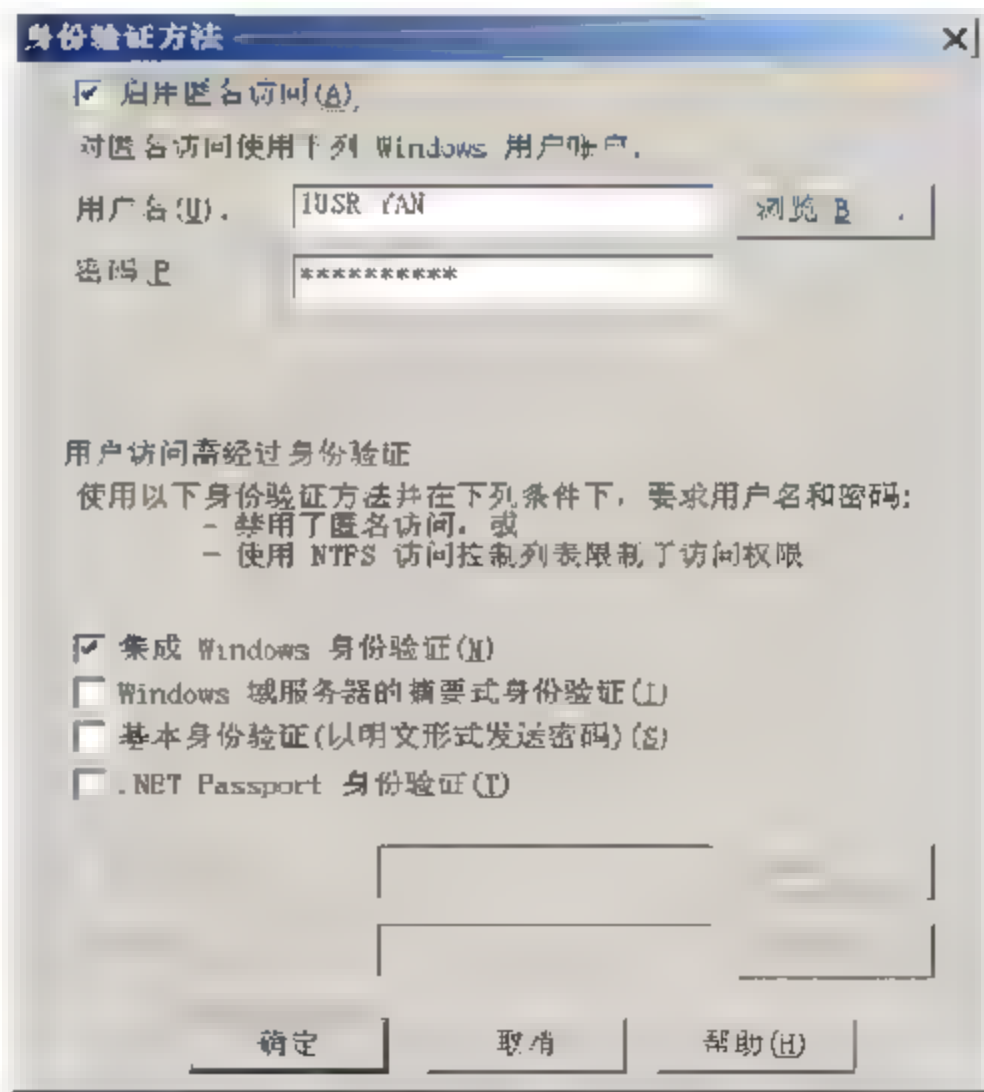 身份验证方法
启用匿名访问(A)
对匿名访问使用下列 Windows 用户帐户.
用户名(U). IUSR YAN 浏览 B .
密码 P **********
用户访问需经过身份验证
使用以下身份验证方法并在下列条件下，要求用户名和密码:
- 禁用了匿名访问. 或
- 使用 NTFS 访问控制列表限制了访问权限
集成 Windows 身份验证(N)
Windows 域服务器的摘要式身份验证(I)
基本身份验证(以明文形式发送密码)(S)
.NET Passport 身份验证(T)
确定 取消 帮助(H)